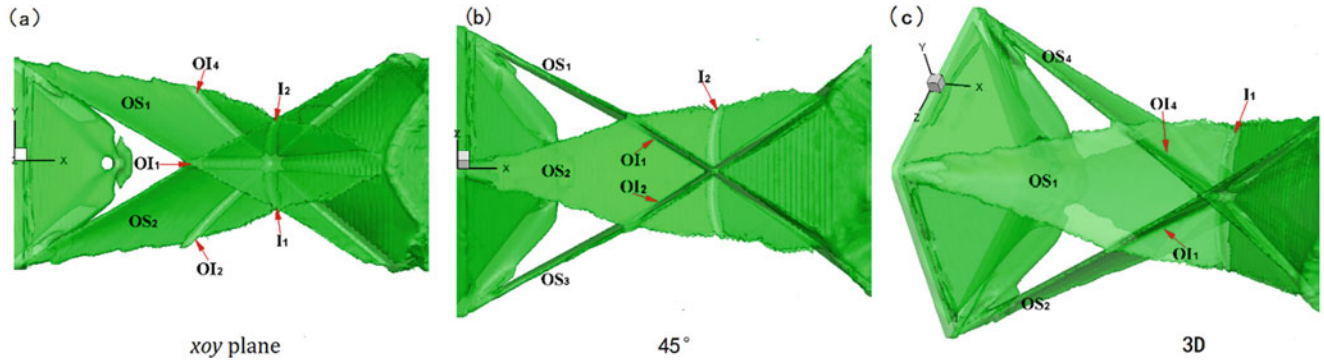 (a)
OI4
OS1
I2
Y
X
OI1
OS2
I1
OI2
xoy plane
(b)
OS1
I2
Z
X
OS2
OI1
OI2
OS3
45°
(c)
Y
X
Z
OS4
OI4
I1
OS1
OI1
OS2
3D